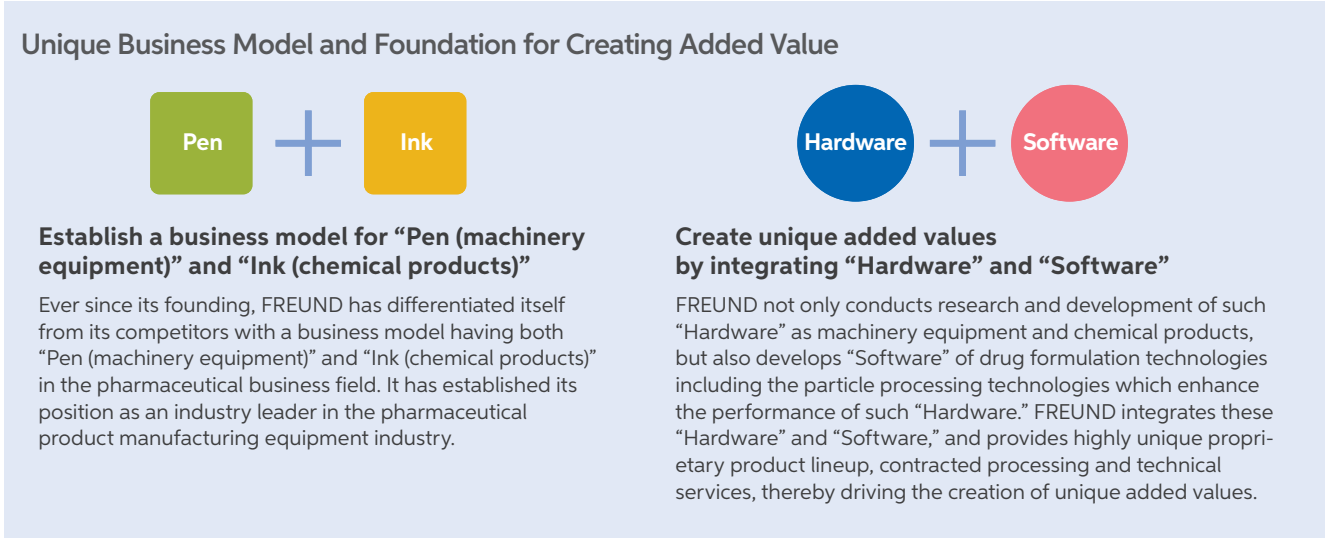 Unique Business Model and Foundation for Creating Added Value
Pen
Ink
Establish a business model for “Pen (machinery
equipment)” and “Ink (chemical products)”
Ever since its founding, FREUND has differentiated itself
from its competitors with a business model having both
“Pen (machinery equipment)” and “Ink (chemical products)”
in the pharmaceutical business field. It has established its
position as an industry leader in the pharmaceutical
product manufacturing equipment industry.
Hardware
Software
Create unique added values
by integrating “Hardware” and “Software”
FREUND not only conducts research and development of such
“Hardware” as machinery equipment and chemical products,
but also develops “Software” of drug formulation technologies
including the particle processing technologies which enhance
the performance of such “Hardware.” FREUND integrates these
“Hardware” and “Software,” and provides highly unique propri-
etary product lineup, contracted processing and technical
services, thereby driving the creation of unique added values.